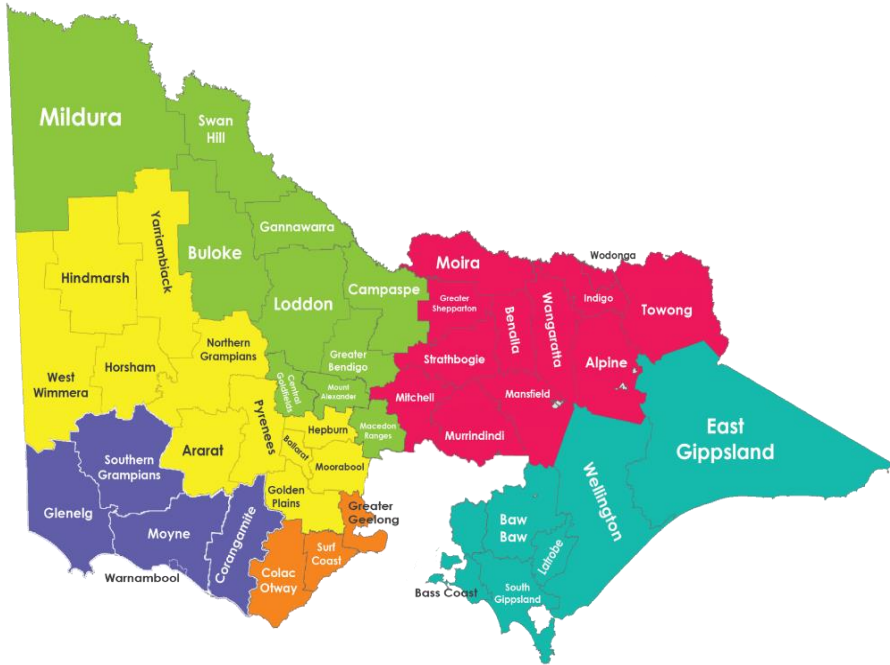 Mildura
Swan
Hill
Yarriambiack
Gannawarra
Buloke
Hindmarsh
Loddon
Campaspe
Moira
Wodonga
Greater
Shepparton
Benalla
Wangaratta
Indigo
Towong
Northern
Grampians
Greater
Bendigo
Strathbogie
Alpine
West
Wimmera
Horsham
Central
Goldfields
Mount
Alexander
Mitchell
Mansfield
Pyrenees
Hepburn
Macedon
Ranges
Murrindindi
Ararat
Ballarat
Moorabool
East
Gippsland
Southern
Grampians
Golden
Plains
Wellington
Glenelg
Moyne
Corangamite
Greater
Geelong
Baw
Baw
Latrobe
Surf
Coast
Colac
Otway
Warnambool
Bass Coast
South
Gippsland